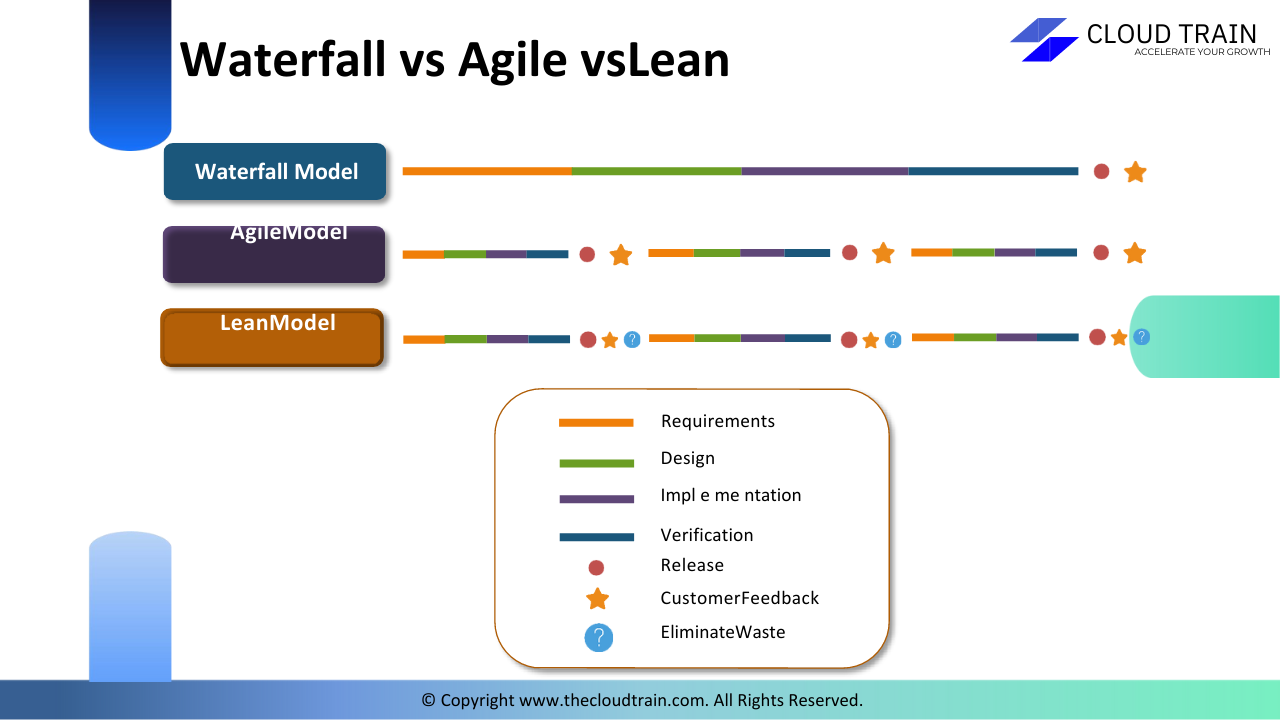 Waterfall vs Agile vsLean
CLOUD TRAIN
ACCELERATE YOUR GROWTH
Waterfall Model
AgileModel
LeanModel
?
?
?
Requirements
Design
Impl e me ntation
Verification
Release
CustomerFeedback
?
EliminateWaste
© Copyright www.thecloudtrain.com. All Rights Reserved.